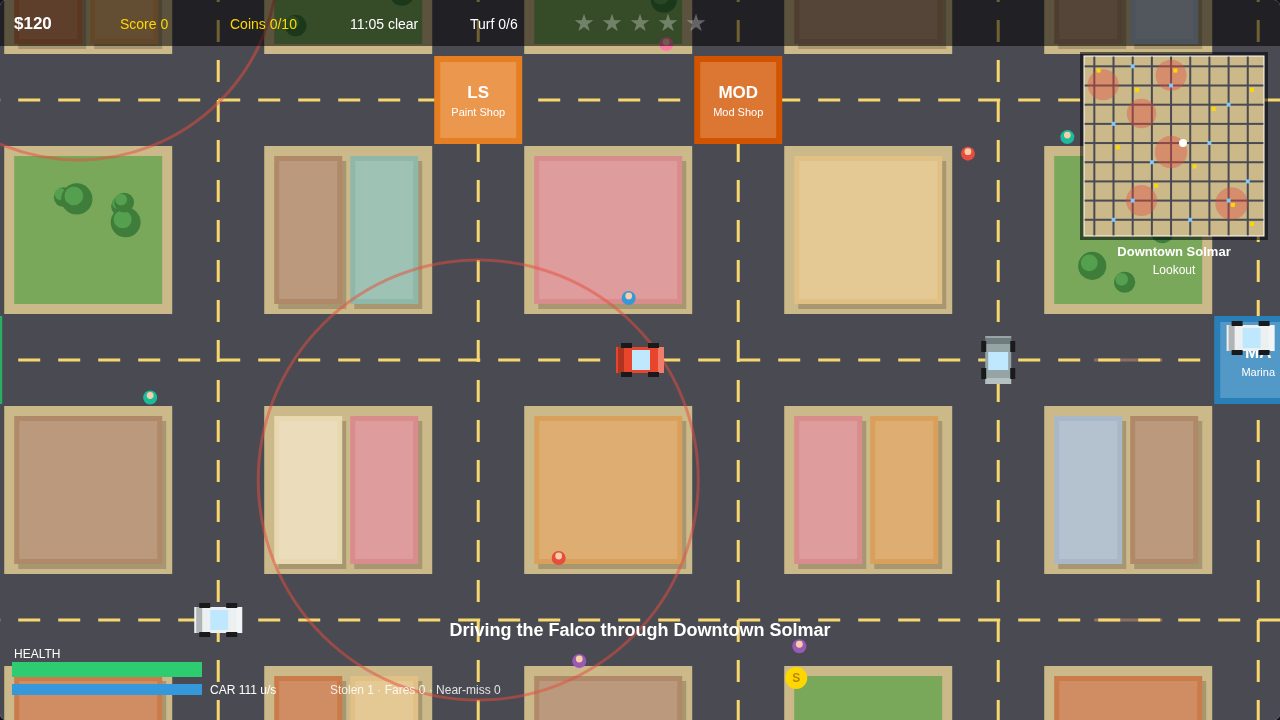 $120 Score 0 Coins 0/10 11:05 clear Turf 0/6
LS
Paint Shop
MOD
Mod Shop
Downtown Solmar
Lookout
Marina
Driving the Falco through Downtown Solmar
HEALTH
S
CAR 111 u/s Stolen 1 · Fares 0 · Near-miss 0